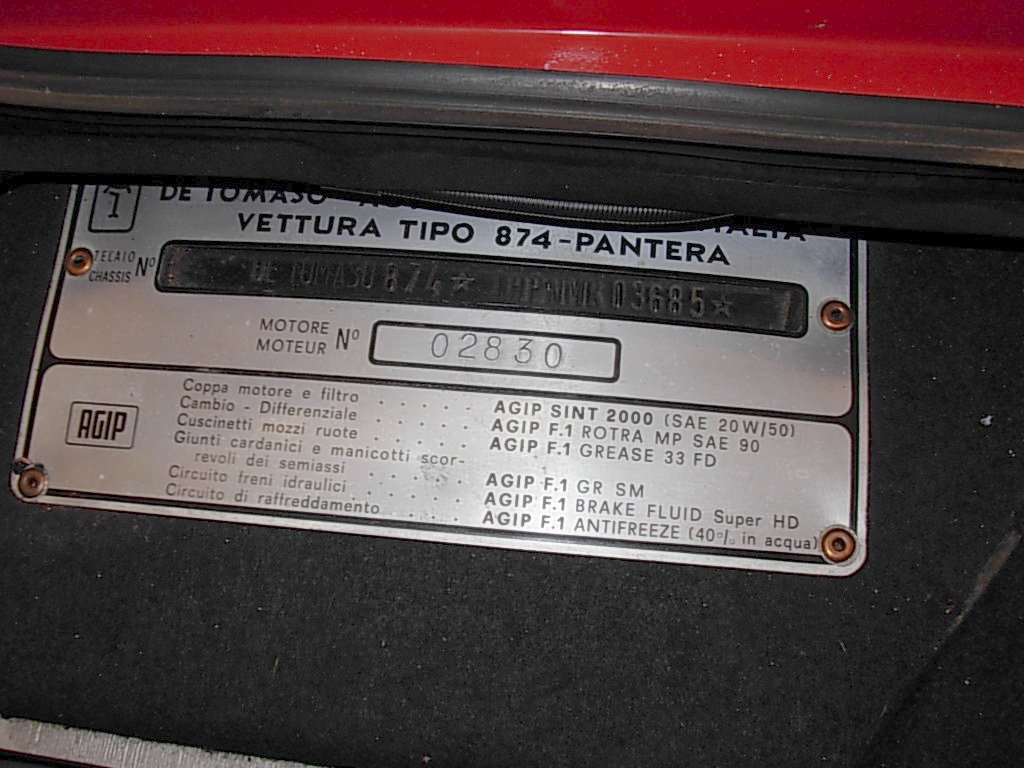 DE TOMASO ITALIA
VETTURA TIPO 874-PANTERA
TELAIO
CHASSIS Nº DE TOMASO 874★ 03685★
MOTORE
MOTEUR Nº 02830
AGIP
Coppa motore e filtro . . . . . AGIP SINT 2000 (SAE 20W/50)
Cambio - Differenziale . . . . . AGIP F.1 ROTRA MP SAE 90
Cuscinetti mozzi ruote . . . . . AGIP F.1 GREASE 33 FD
Giunti cardanici e manicotti scor-
revoli dei semiassi . . . . . AGIP F.1 GR SM
Circuito freni idraulici . . . . . AGIP F.1 BRAKE FLUID Super HD
Circuito di raffreddamento . . . . AGIP F.1 ANTIFREEZE (40% in acqua)